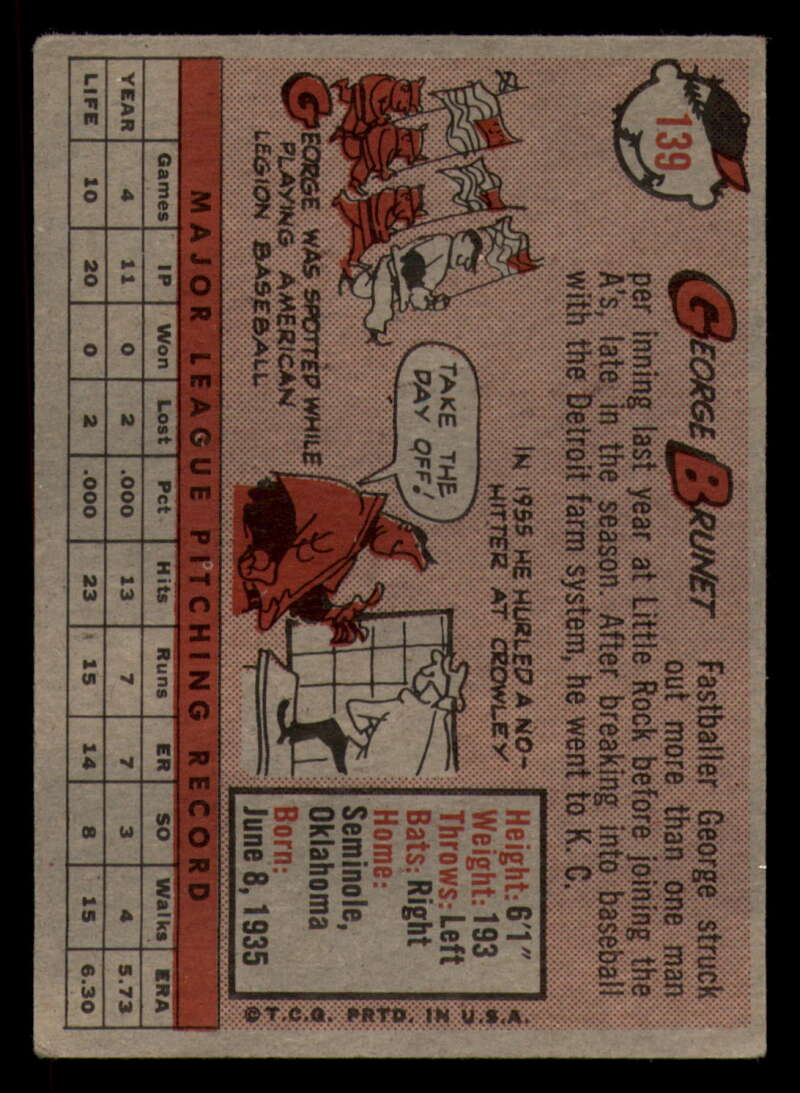 139
GEORGE BRUNET
Fastballer George struck
out more than one man
per inning last year at Little Rock before joining the
A's, late in the season. After breaking into baseball
with the Detroit farm system, he went to K. C.
GEORGE WAS SPOTTED WHILE
PLAYING AMERICAN
LEGION BASEBALL
IN 1955 HE HURLED A NO-
HITTER AT CROWLEY
TAKE THE
DAY OFF!
Height: 6'1"
Weight: 193
Throws: Left
Bats: Right
Home:
Seminole,
Oklahoma
Born:
June 8, 1935
© T.C.G. PRTD. IN U.S.A.
MAJOR LEAGUE PITCHING RECORD
Games IP Won Lost Pct. Hits Runs ER SO Walks ERA
YEAR 4 11 0 2 .000 13 7 7 3 4 5.73
LIFE 10 20 0 2 .000 23 15 14 8 15 6.30